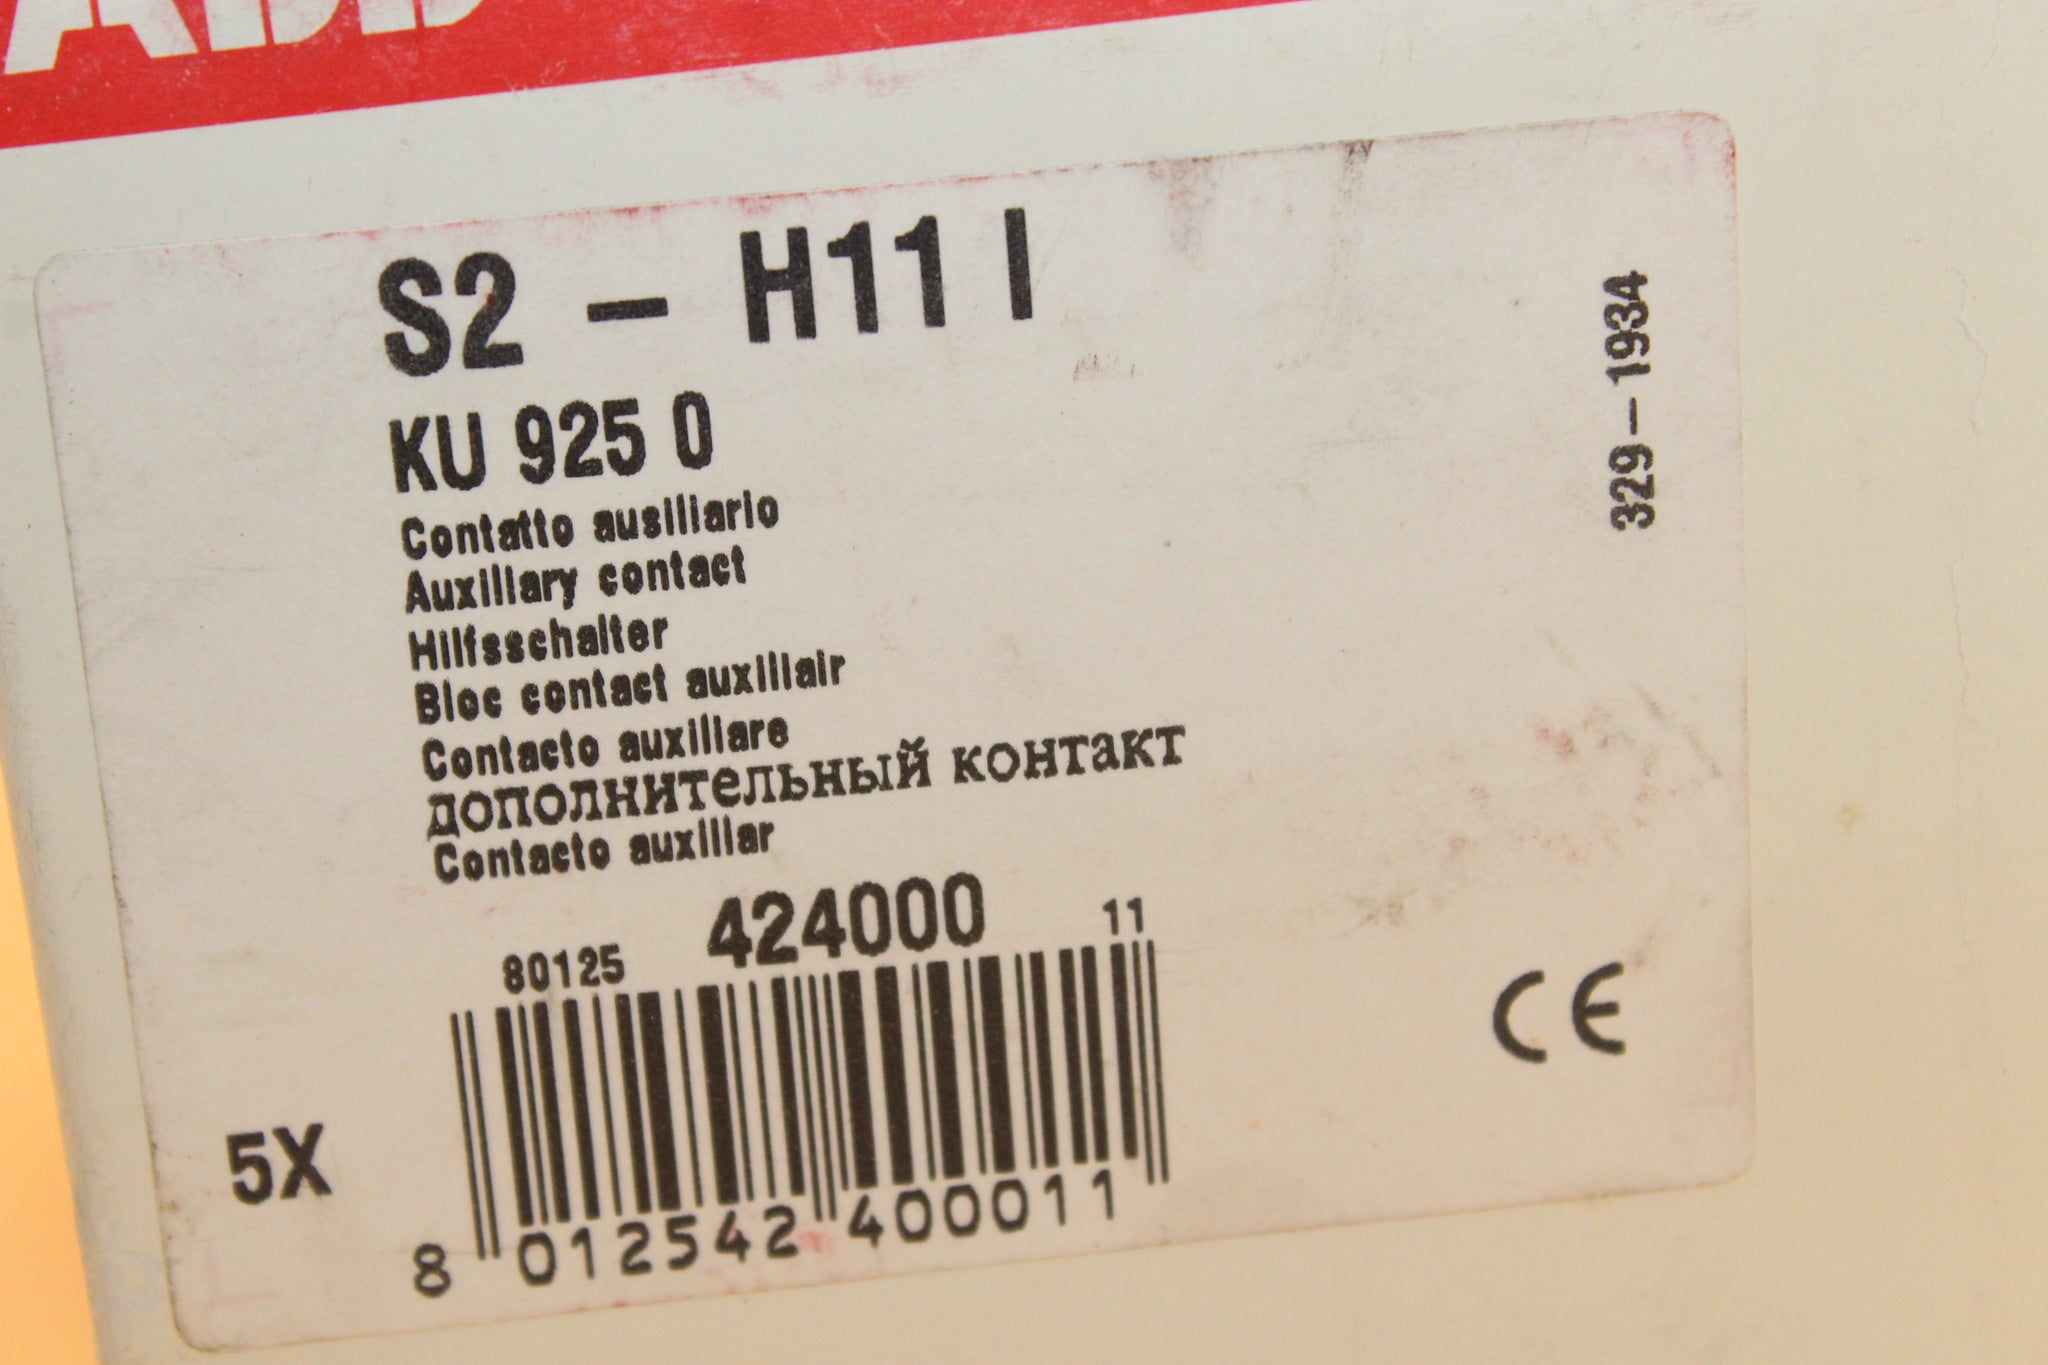 ABB
S2 - H11 I
KU 925 0
329-1934
Contatto ausiliario
Auxiliary contact
Hilfsschalter
Bloc contact auxiliair
Contacto auxiliare
дополнительный контакт
Contacto auxiliar
80125 424000 11
5X
CE
8 012542 400011